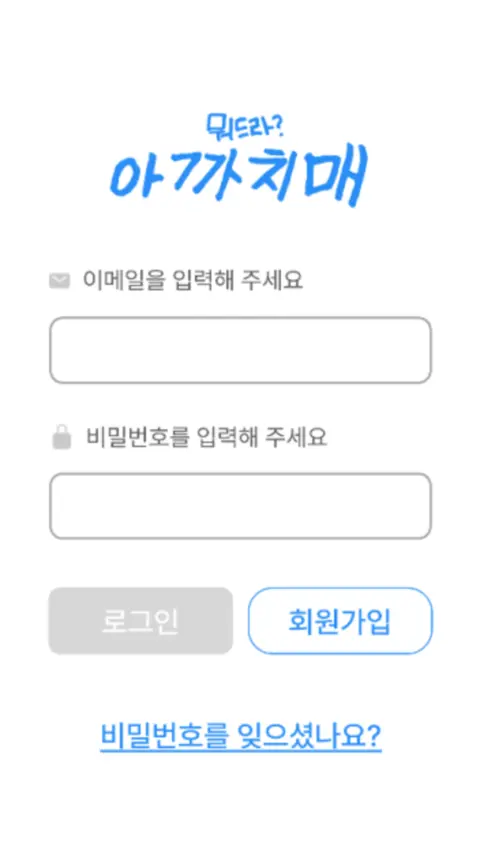 뭐드라?
아까치매
이메일을 입력해 주세요
비밀번호를 입력해 주세요
로그인 회원가입
비밀번호를 잊으셨나요?